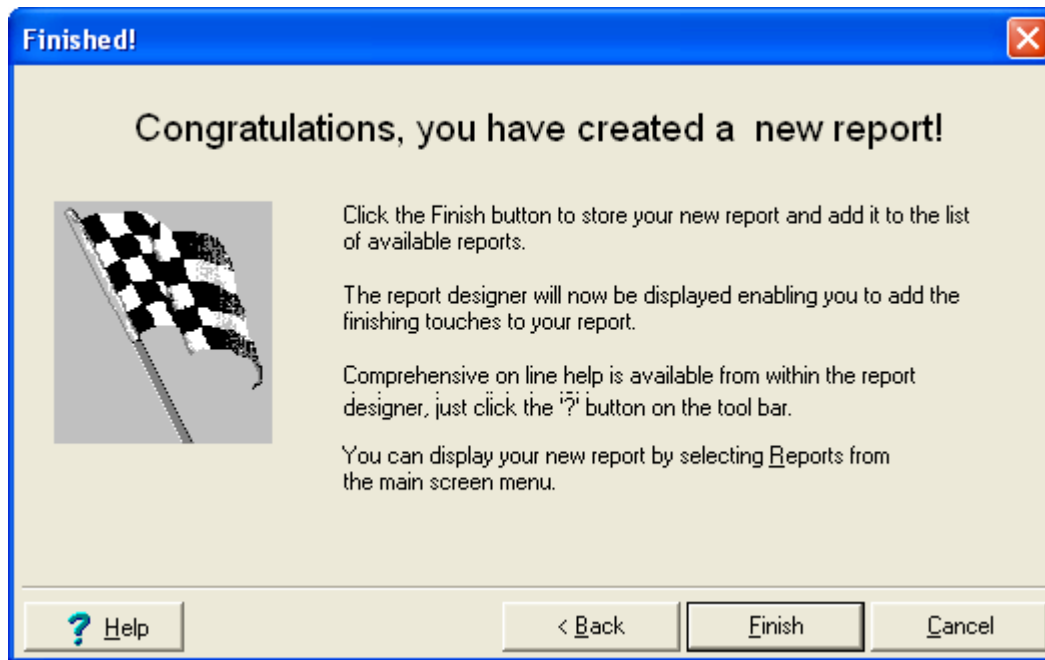 Finished!
Congratulations, you have created a  new report!
Click the Finish button to store your new report and add it to the list
of available reports.
The report designer will now be displayed enabling you to add the
finishing touches to your report.
Comprehensive on line help is available from within the report
designer, just click the '?' button on the tool bar.
You can display your new report by selecting Reports from
the main screen menu.
? Help
< Back
Finish
Cancel